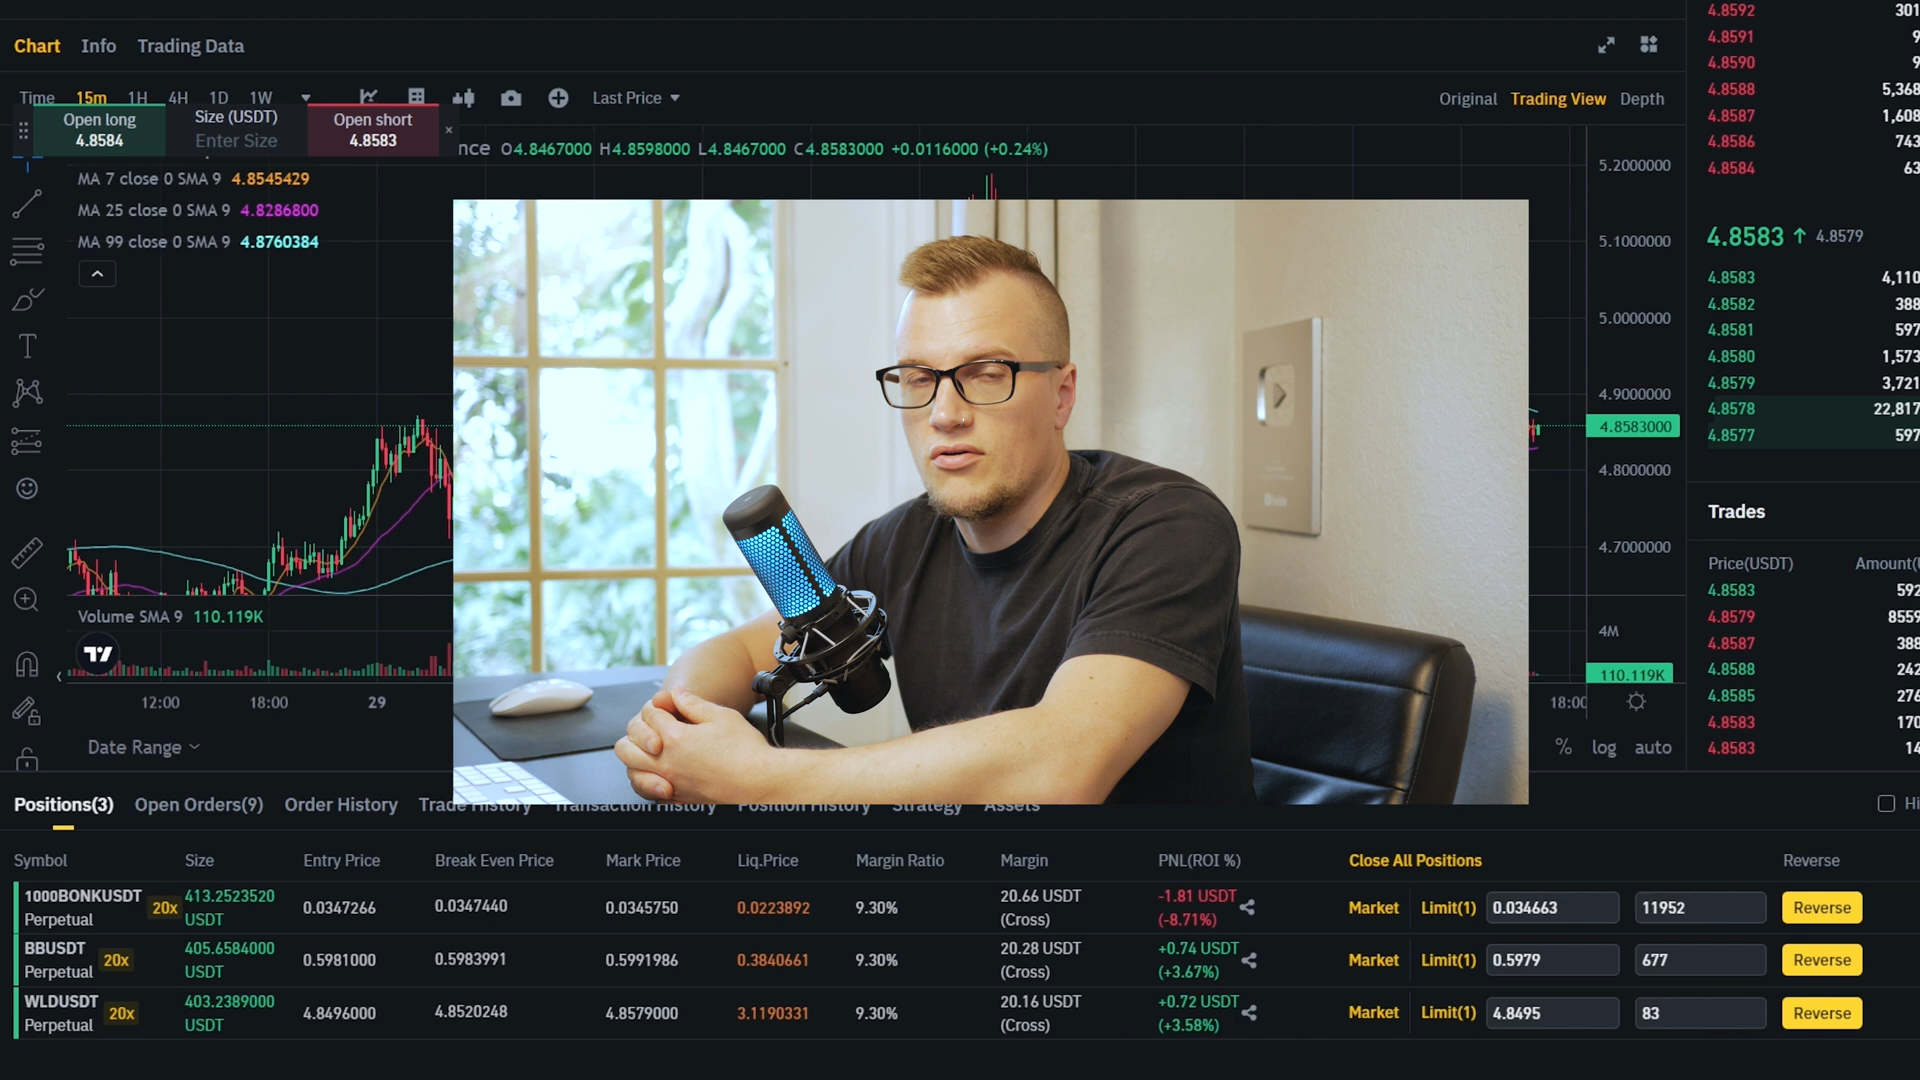 Chart Info Trading Data
Time 15m 1H 4H 1D 1W Last Price Original Trading View Depth
Open long
4.8584
Size (USDT)
Enter Size
Open short
4.8583
nce O4.8467000 H4.8598000 L4.8467000 C4.8583000 +0.0116000 (+0.24%)
MA 7 close 0 SMA 9 4.8545429
MA 25 close 0 SMA 9 4.8286800
MA 99 close 0 SMA 9 4.8760384
5.2000000
5.1000000
5.0000000
4.9000000
4.8583000
4.8000000
4.7000000
4M
110.119K
Volume SMA 9 110.119K
12:00 18:00 29 18:00
Date Range % log auto
4.8592 301
4.8591 9
4.8590 9
4.8588 5,368
4.8587 1,608
4.8586 743
4.8584 63
4.8583 ↑ 4.8579
4.8583 4,110
4.8582 388
4.8581 597
4.8580 1,573
4.8579 3,721
4.8578 22,817
4.8577 597
Trades
Price(USDT) Amount(
4.8583 592
4.8579 8559
4.8587 388
4.8588 242
4.8585 276
4.8583 170
4.8583 14
Positions(3) Open Orders(9) Order History Trade History Transaction History Position History Strategy Assets Hi
Symbol Size Entry Price Break Even Price Mark Price Liq.Price Margin Ratio Margin PNL(ROI %) Close All Positions Reverse
1000BONKUSDT Perpetual 20x 413.2523520 USDT 0.0347266 0.0347440 0.0345750 0.0223892 9.30% 20.66 USDT (Cross) -1.81 USDT (-8.71%) Market Limit(1) 0.034663 11952 Reverse
BBUSDT Perpetual 20x 405.6584000 USDT 0.5981000 0.5983991 0.5991986 0.3840661 9.30% 20.28 USDT (Cross) +0.74 USDT (+3.67%) Market Limit(1) 0.5979 677 Reverse
WLDUSDT Perpetual 20x 403.2389000 USDT 4.8496000 4.8520248 4.8579000 3.1190331 9.30% 20.16 USDT (Cross) +0.72 USDT (+3.58%) Market Limit(1) 4.8495 83 Reverse